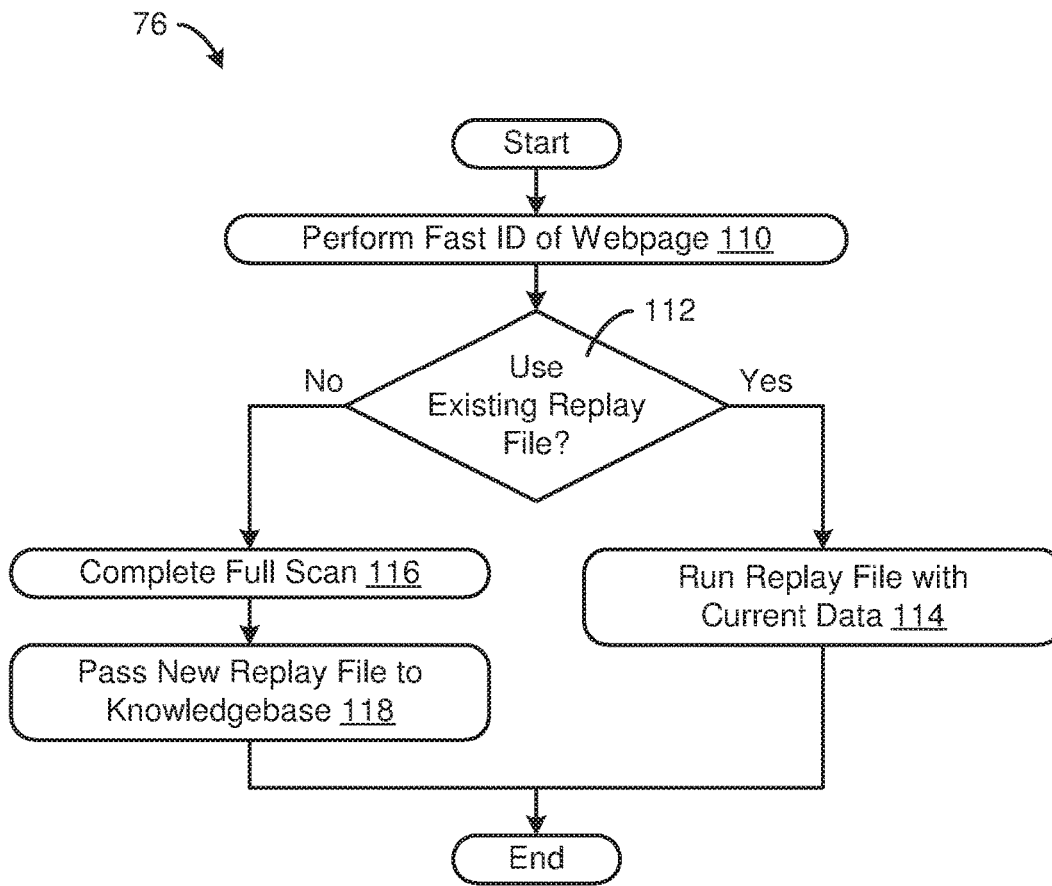 76
Start
Perform Fast ID of Webpage 110
112
Use
Existing Replay
File?
No
Yes
Complete Full Scan 116
Run Replay File with
Current Data 114
Pass New Replay File to
Knowledgebase 118
End